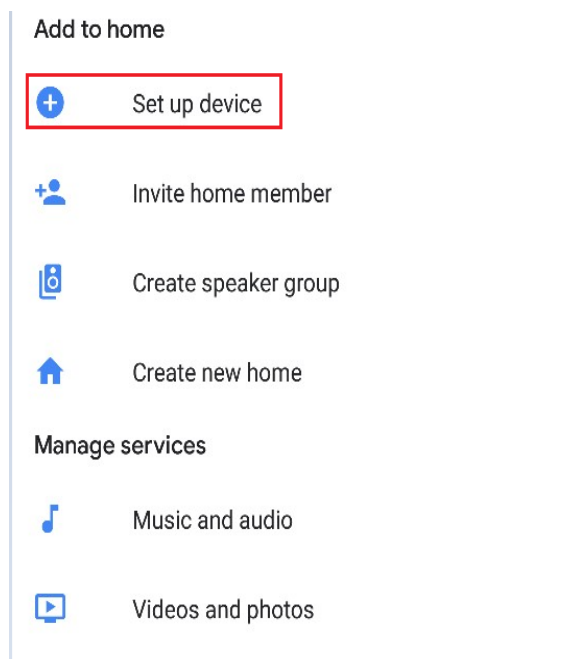 Add to home
Set up device
Invite home member
Create speaker group
Create new home
Manage services
Music and audio
Videos and photos